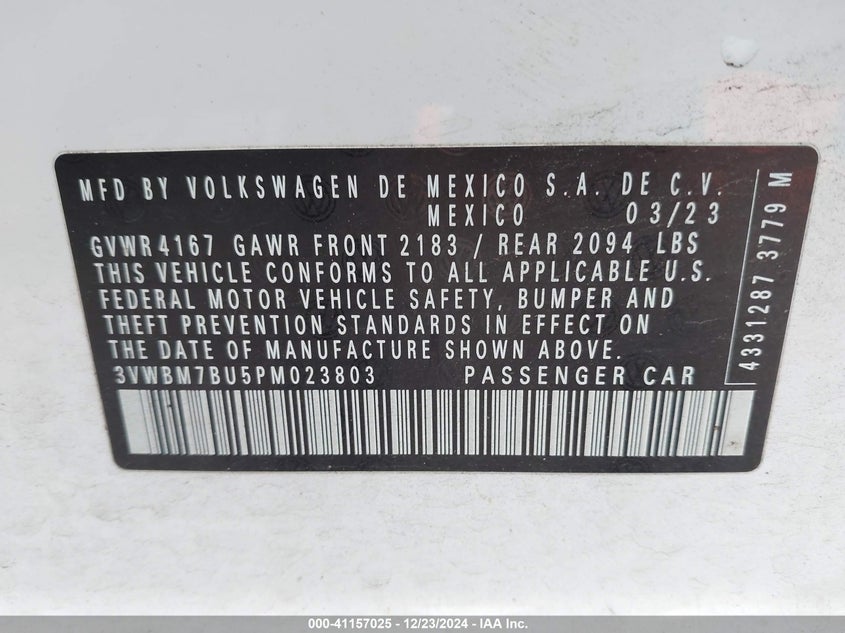 MFD BY VOLKSWAGEN DE MEXICO S.A. DE C.V.
MEXICO 03/23
GVWR 4167 GAWR FRONT 2183 / REAR 2094 LBS
THIS VEHICLE CONFORMS TO ALL APPLICABLE U.S.
FEDERAL MOTOR VEHICLE SAFETY, BUMPER AND
THEFT PREVENTION STANDARDS IN EFFECT ON
THE DATE OF MANUFACTURE SHOWN ABOVE.
3VWBM7BU5PM023803 PASSENGER CAR
4331287 3779 M
000-41157025 - 12/23/2024 - IAA Inc.